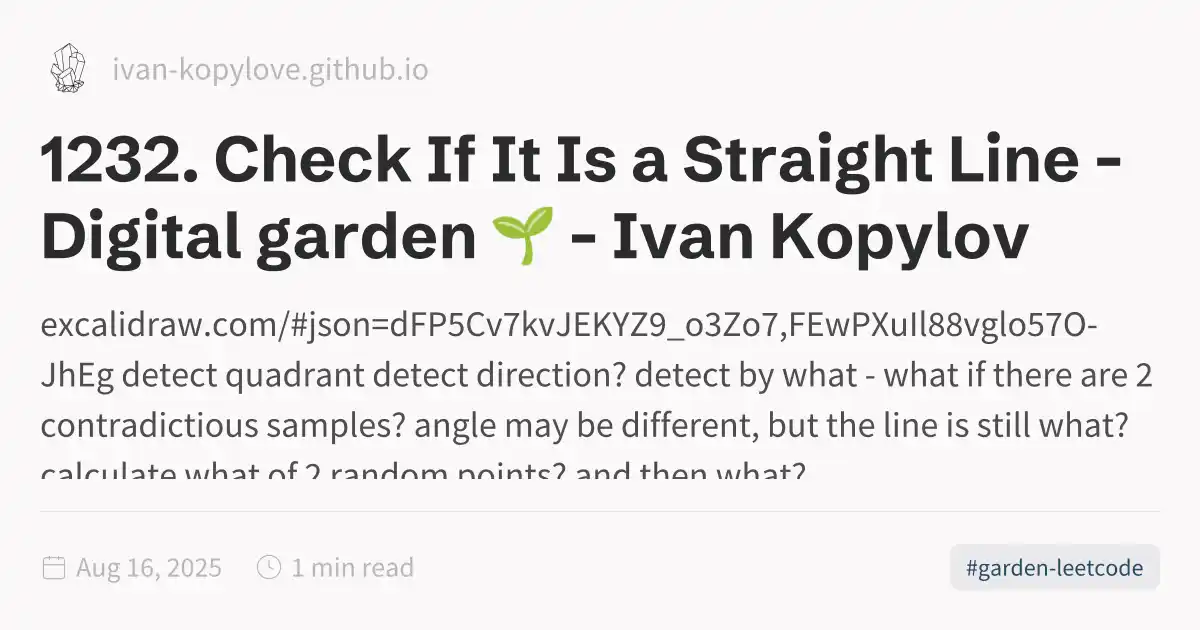 ivan-kopylove.github.io
1232. Check If It Is a Straight Line -
Digital garden 🌱 - Ivan Kopylov
excalidraw.com/#json=dFP5Cv7kvJEKYZ9_o3Zo7,FEwPXuIl88vglo57O-
JhEg detect quadrant detect direction? detect by what - what if there are 2
contradictious samples? angle may be different, but the line is still what?
calculate what of 2 random points? and then what?
Aug 16, 2025
1 min read
#garden-leetcode